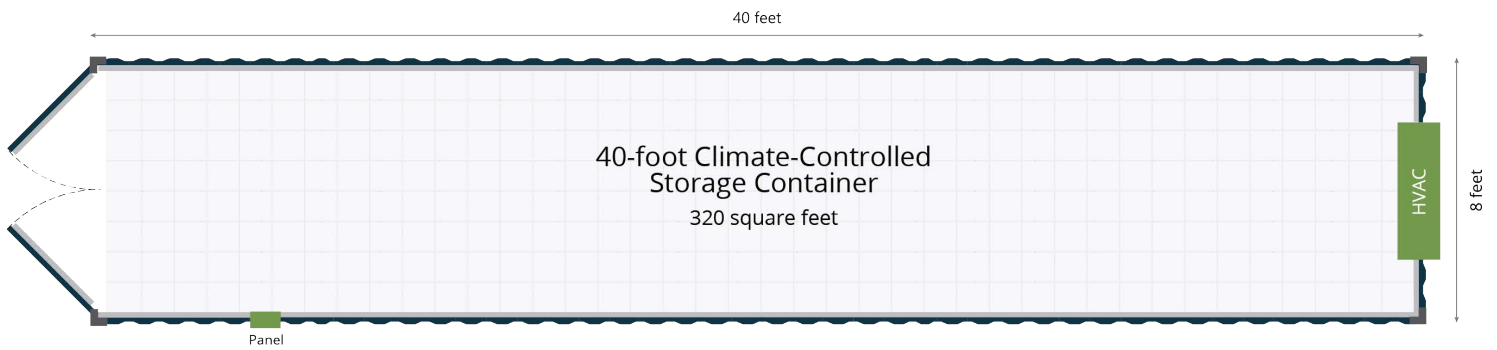 40 feet
40-foot Climate-Controlled
Storage Container
320 square feet
HVAC
8 feet
Panel